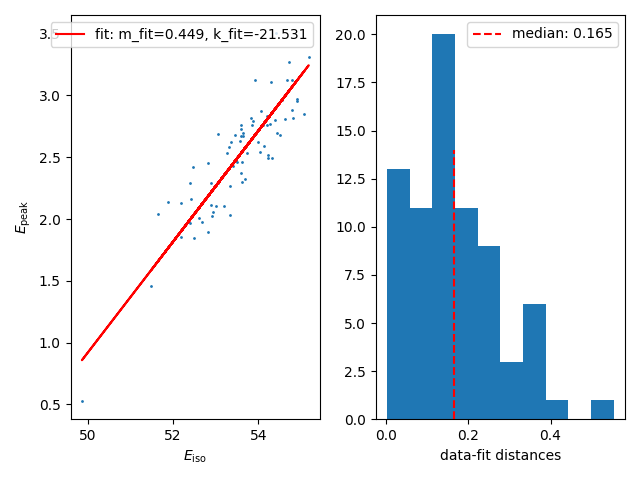 fit: m_fit=0.449, k_fit=-21.531
3.5
3.0
2.5
2.0
1.5
1.0
0.5
E_peak
50 52 54
E_iso
median: 0.165
20.0
17.5
15.0
12.5
10.0
7.5
5.0
2.5
0.0
0.0 0.2 0.4
data-fit distances